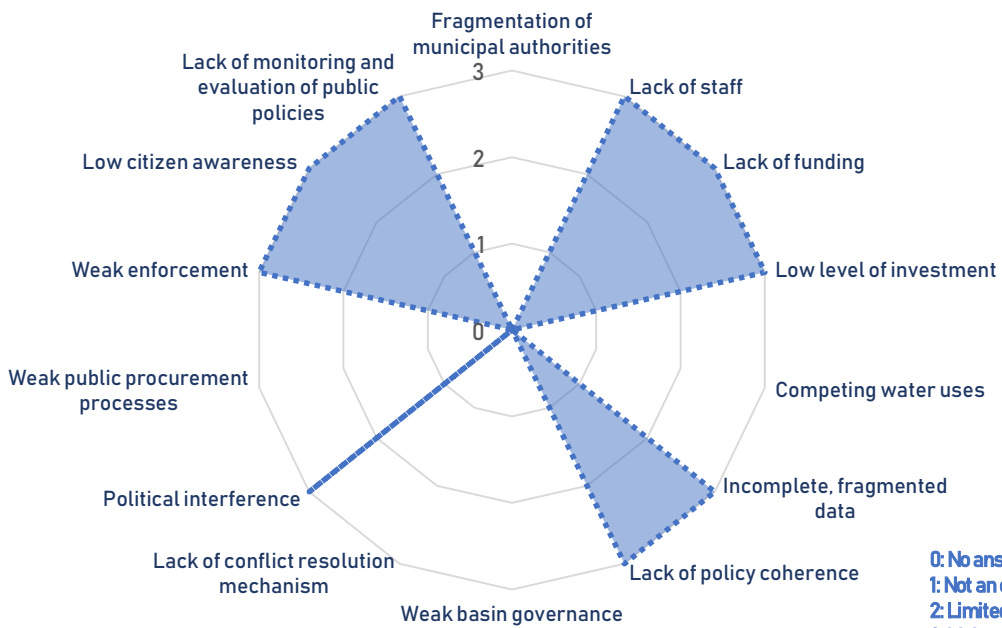 Fragmentation of
municipal authorities
Lack of monitoring and
evaluation of public
policies
3
Lack of staff
Low citizen awareness
2
Lack of funding
Weak enforcement
1
Low level of investment
0
Weak public procurement
processes
Competing water uses
Political interference
Incomplete, fragmented
data
Lack of conflict resolution
mechanism
Lack of policy coherence
Weak basin governance
0: No ans
1: Not an
2: Limited